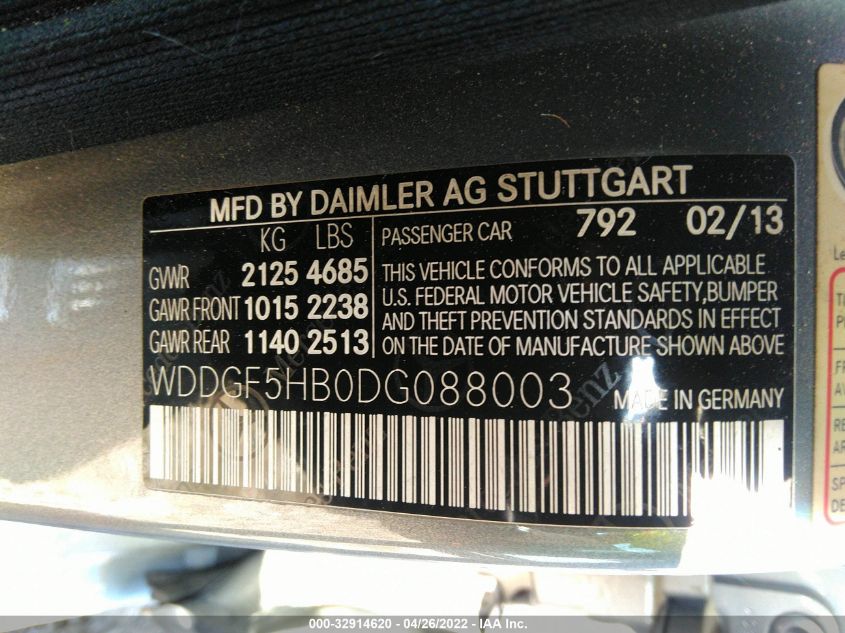 MFD BY DAIMLER AG STUTTGART
KG LBS
PASSENGER CAR 792 02/13
GVWR 2125 4685
GAWR FRONT 1015 2238
GAWR REAR 1140 2513
THIS VEHICLE CONFORMS TO ALL APPLICABLE
U.S. FEDERAL MOTOR VEHICLE SAFETY,BUMPER
AND THEFT PREVENTION STANDARDS IN EFFECT
ON THE DATE OF MANUFACTURE SHOWN ABOVE
WDDGF5HB0DG088003 MADE IN GERMANY
000-32914620 - 04/26/2022 - IAA Inc.